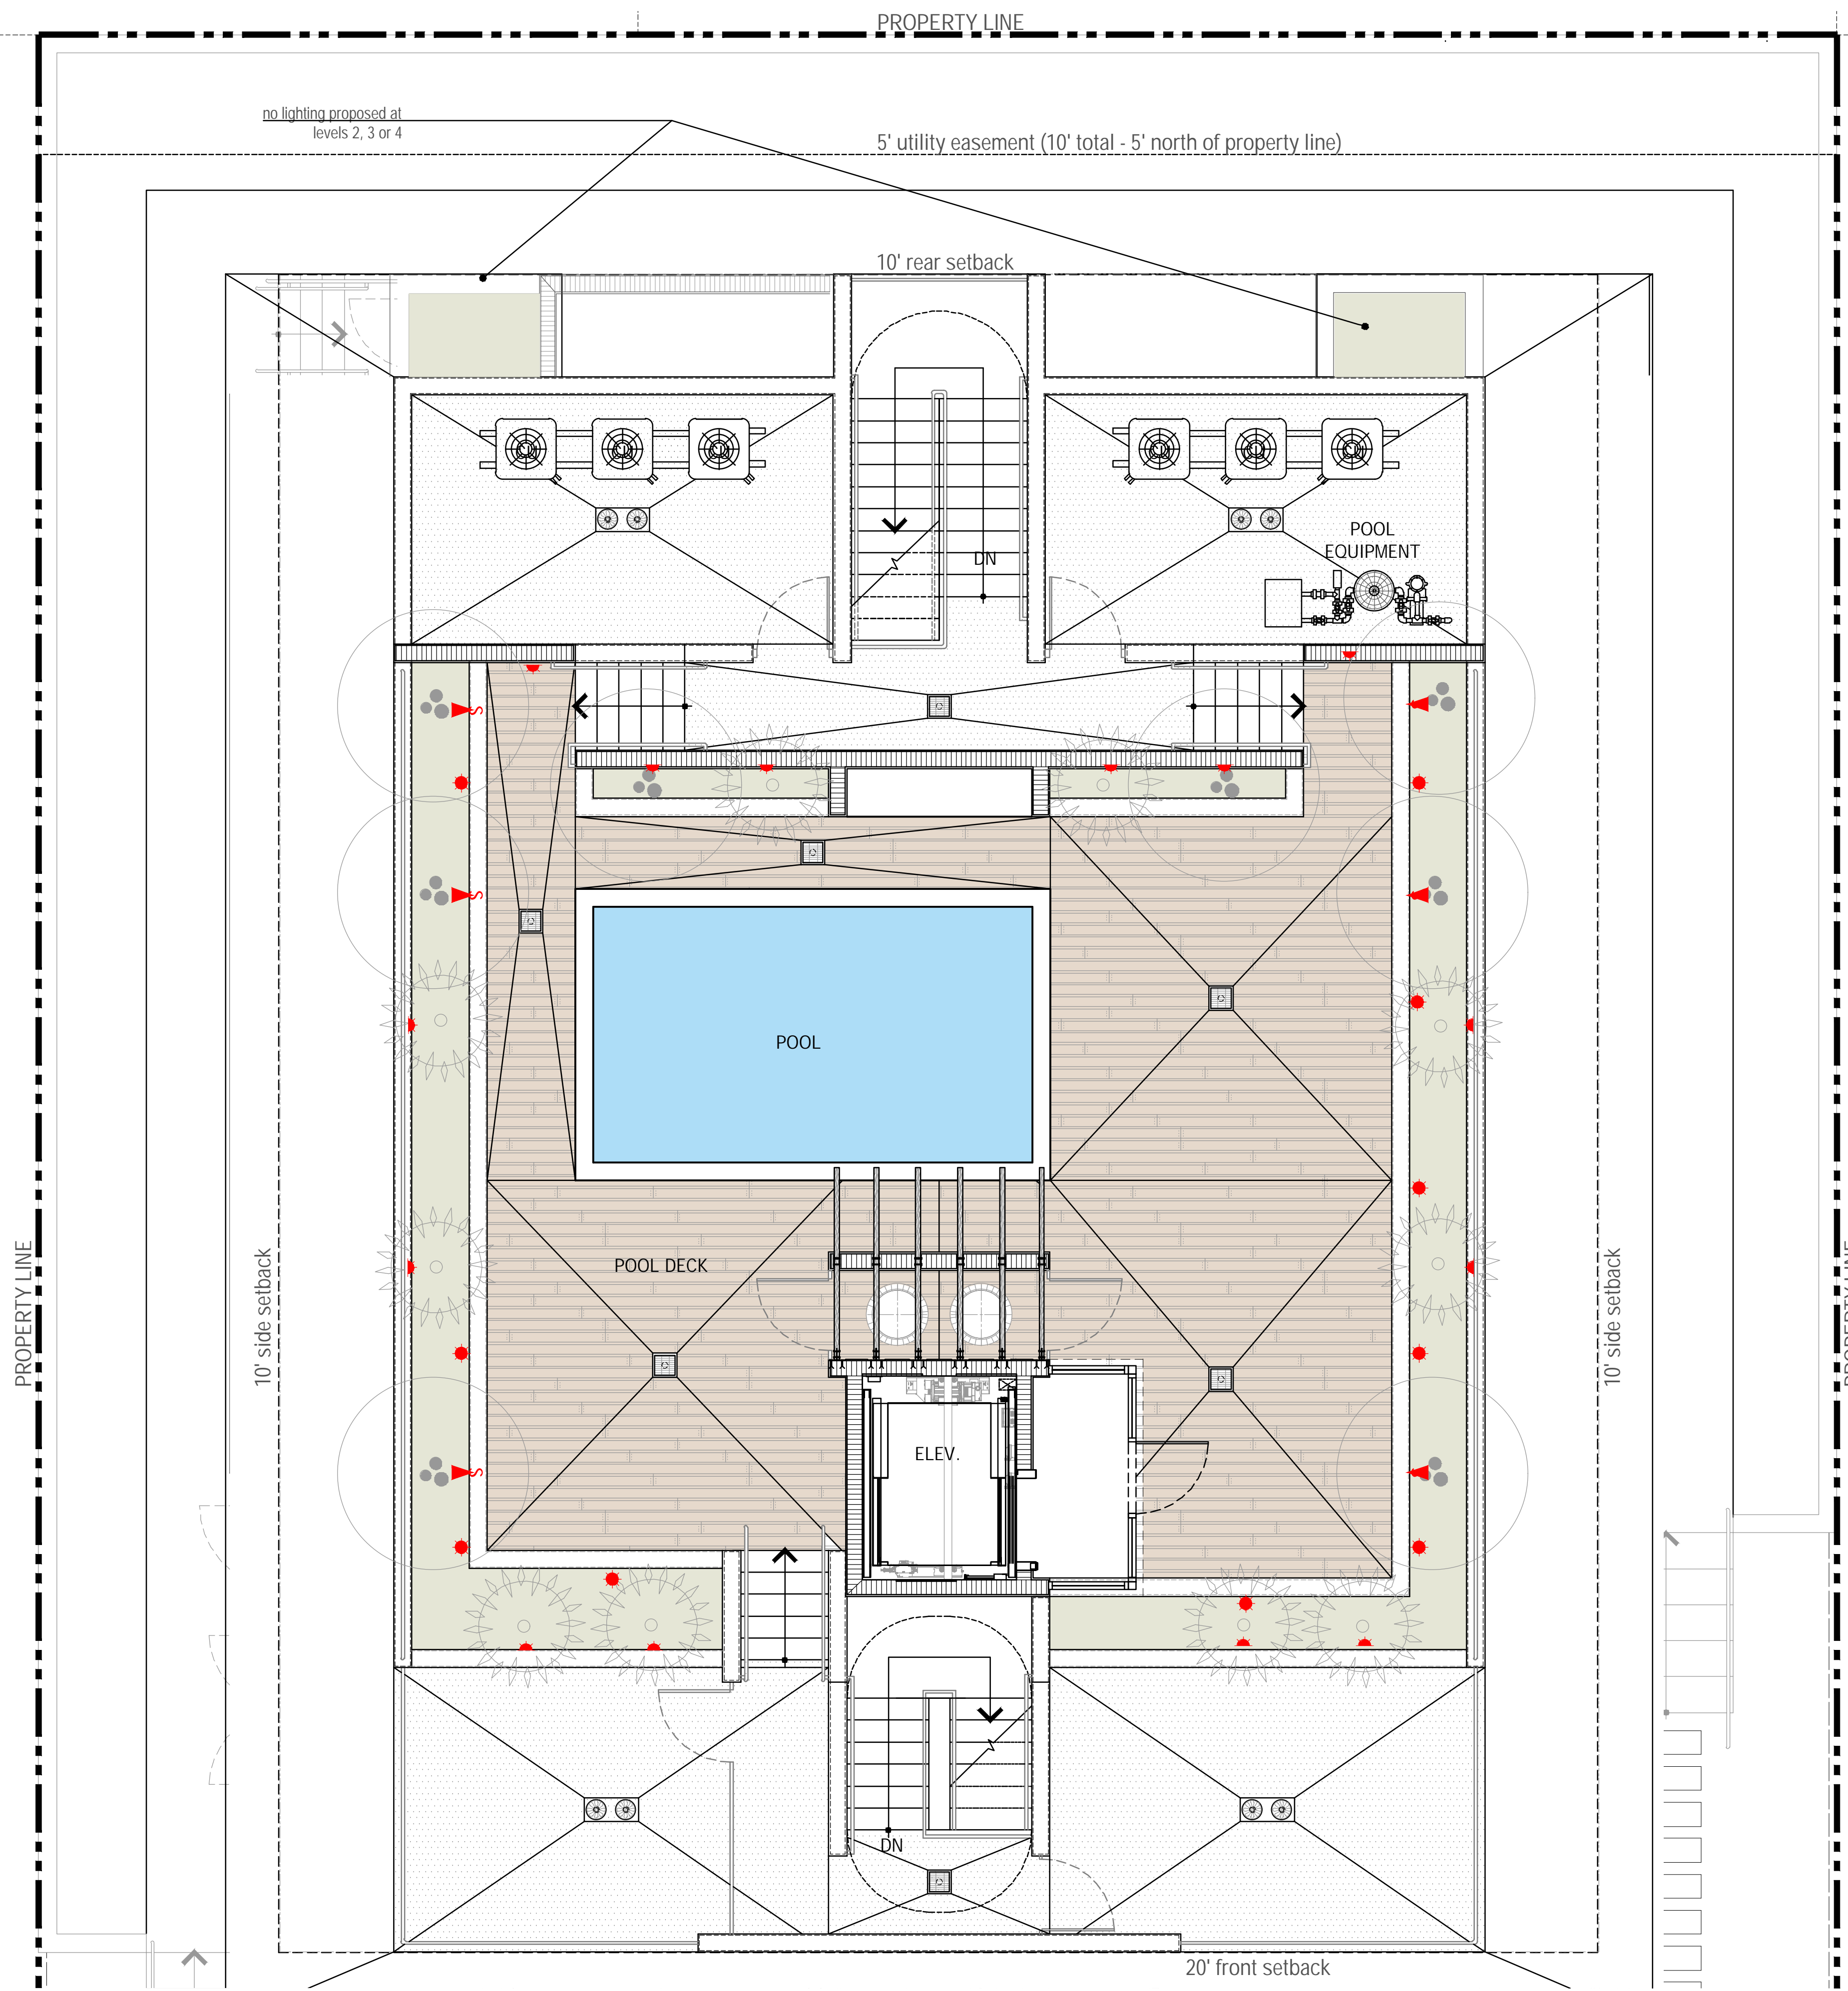 PROPERTY LINE
no lighting proposed at
levels 2, 3 or 4
5' utility easement (10' total - 5' north of property line)
10' rear setback
DN
POOL
EQUIPMENT
S
S
POOL
PROPERTY LINE
10' side setback
POOL DECK
10' side setback
PROPERTY LINE
ELEV.
S
DN
20' front setback